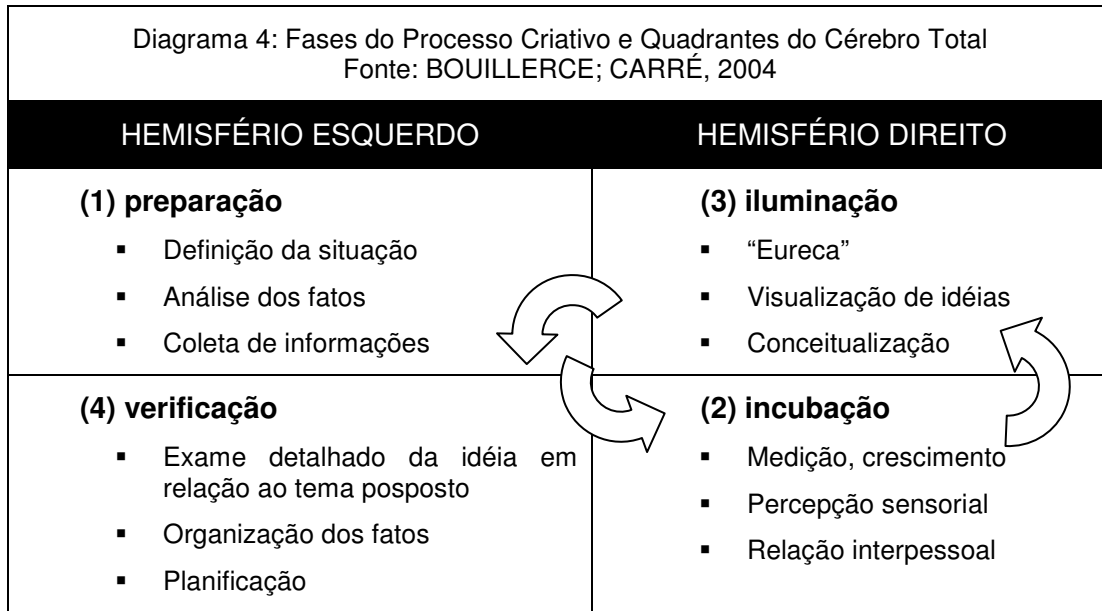 Diagrama 4: Fases do Processo Criativo e Quadrantes do Cérebro Total
Fonte: BOUILLERCE; CARRÉ, 2004
HEMISFÉRIO ESQUERDO
HEMISFÉRIO DIREITO
(1) preparação
▪ Definição da situação
▪ Análise dos fatos
▪ Coleta de informações
(3) iluminação
▪ “Eureca”
▪ Visualização de idéias
▪ Conceitualização
(4) verificação
▪ Exame detalhado da idéia em
relação ao tema posposto
▪ Organização dos fatos
▪ Planificação
(2) incubação
▪ Medição, crescimento
▪ Percepção sensorial
▪ Relação interpessoal